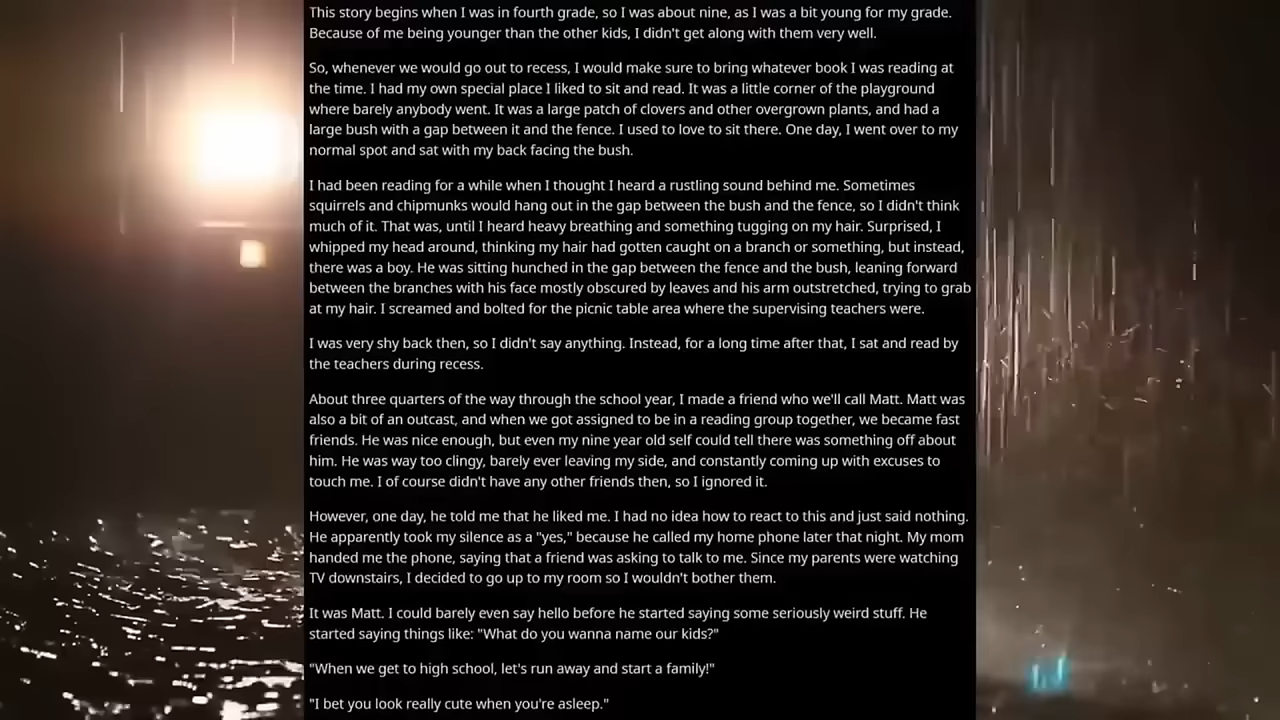 This story begins when I was in fourth grade, so I was about nine, as I was a bit young for my grade.
Because of me being younger than the other kids, I didn't get along with them very well.
So, whenever we would go out to recess, I would make sure to bring whatever book I was reading at
the time. I had my own special place I liked to sit and read. It was a little corner of the playground
where barely anybody went. It was a large patch of clovers and other overgrown plants, and had a
large bush with a gap between it and the fence. I used to love to sit there. One day, I went over to my
normal spot and sat with my back facing the bush.
I had been reading for a while when I thought I heard a rustling sound behind me. Sometimes
squirrels and chipmunks would hang out in the gap between the bush and the fence, so I didn't think
much of it. That was, until I heard heavy breathing and something tugging on my hair. Surprised, I
whipped my head around, thinking my hair had gotten caught on a branch or something, but instead,
there was a boy. He was sitting hunched in the gap between the fence and the bush, leaning forward
between the branches with his face mostly obscured by leaves and his arm outstretched, trying to grab
at my hair. I screamed and bolted for the picnic table area where the supervising teachers were.
I was very shy back then, so I didn't say anything. Instead, for a long time after that, I sat and read by
the teachers during recess.
About three quarters of the way through the school year, I made a friend who we'll call Matt. Matt was
also a bit of an outcast, and when we got assigned to be in a reading group together, we became fast
friends. He was nice enough, but even my nine year old self could tell there was something off about
him. He was way too clingy, barely ever leaving my side, and constantly coming up with excuses to
touch me. I of course didn't have any other friends then, so I ignored it.
However, one day, he told me that he liked me. I had no idea how to react to this and just said nothing.
He apparently took my silence as a "yes," because he called my home phone later that night. My mom
handed me the phone, saying that a friend was asking to talk to me. Since my parents were watching
TV downstairs, I decided to go up to my room so I wouldn't bother them.
It was Matt. I could barely even say hello before he started saying some seriously weird stuff. He
started saying things like: "What do you wanna name our kids?"
"When we get to high school, let's run away and start a family!"
"I bet you look really cute when you're asleep."